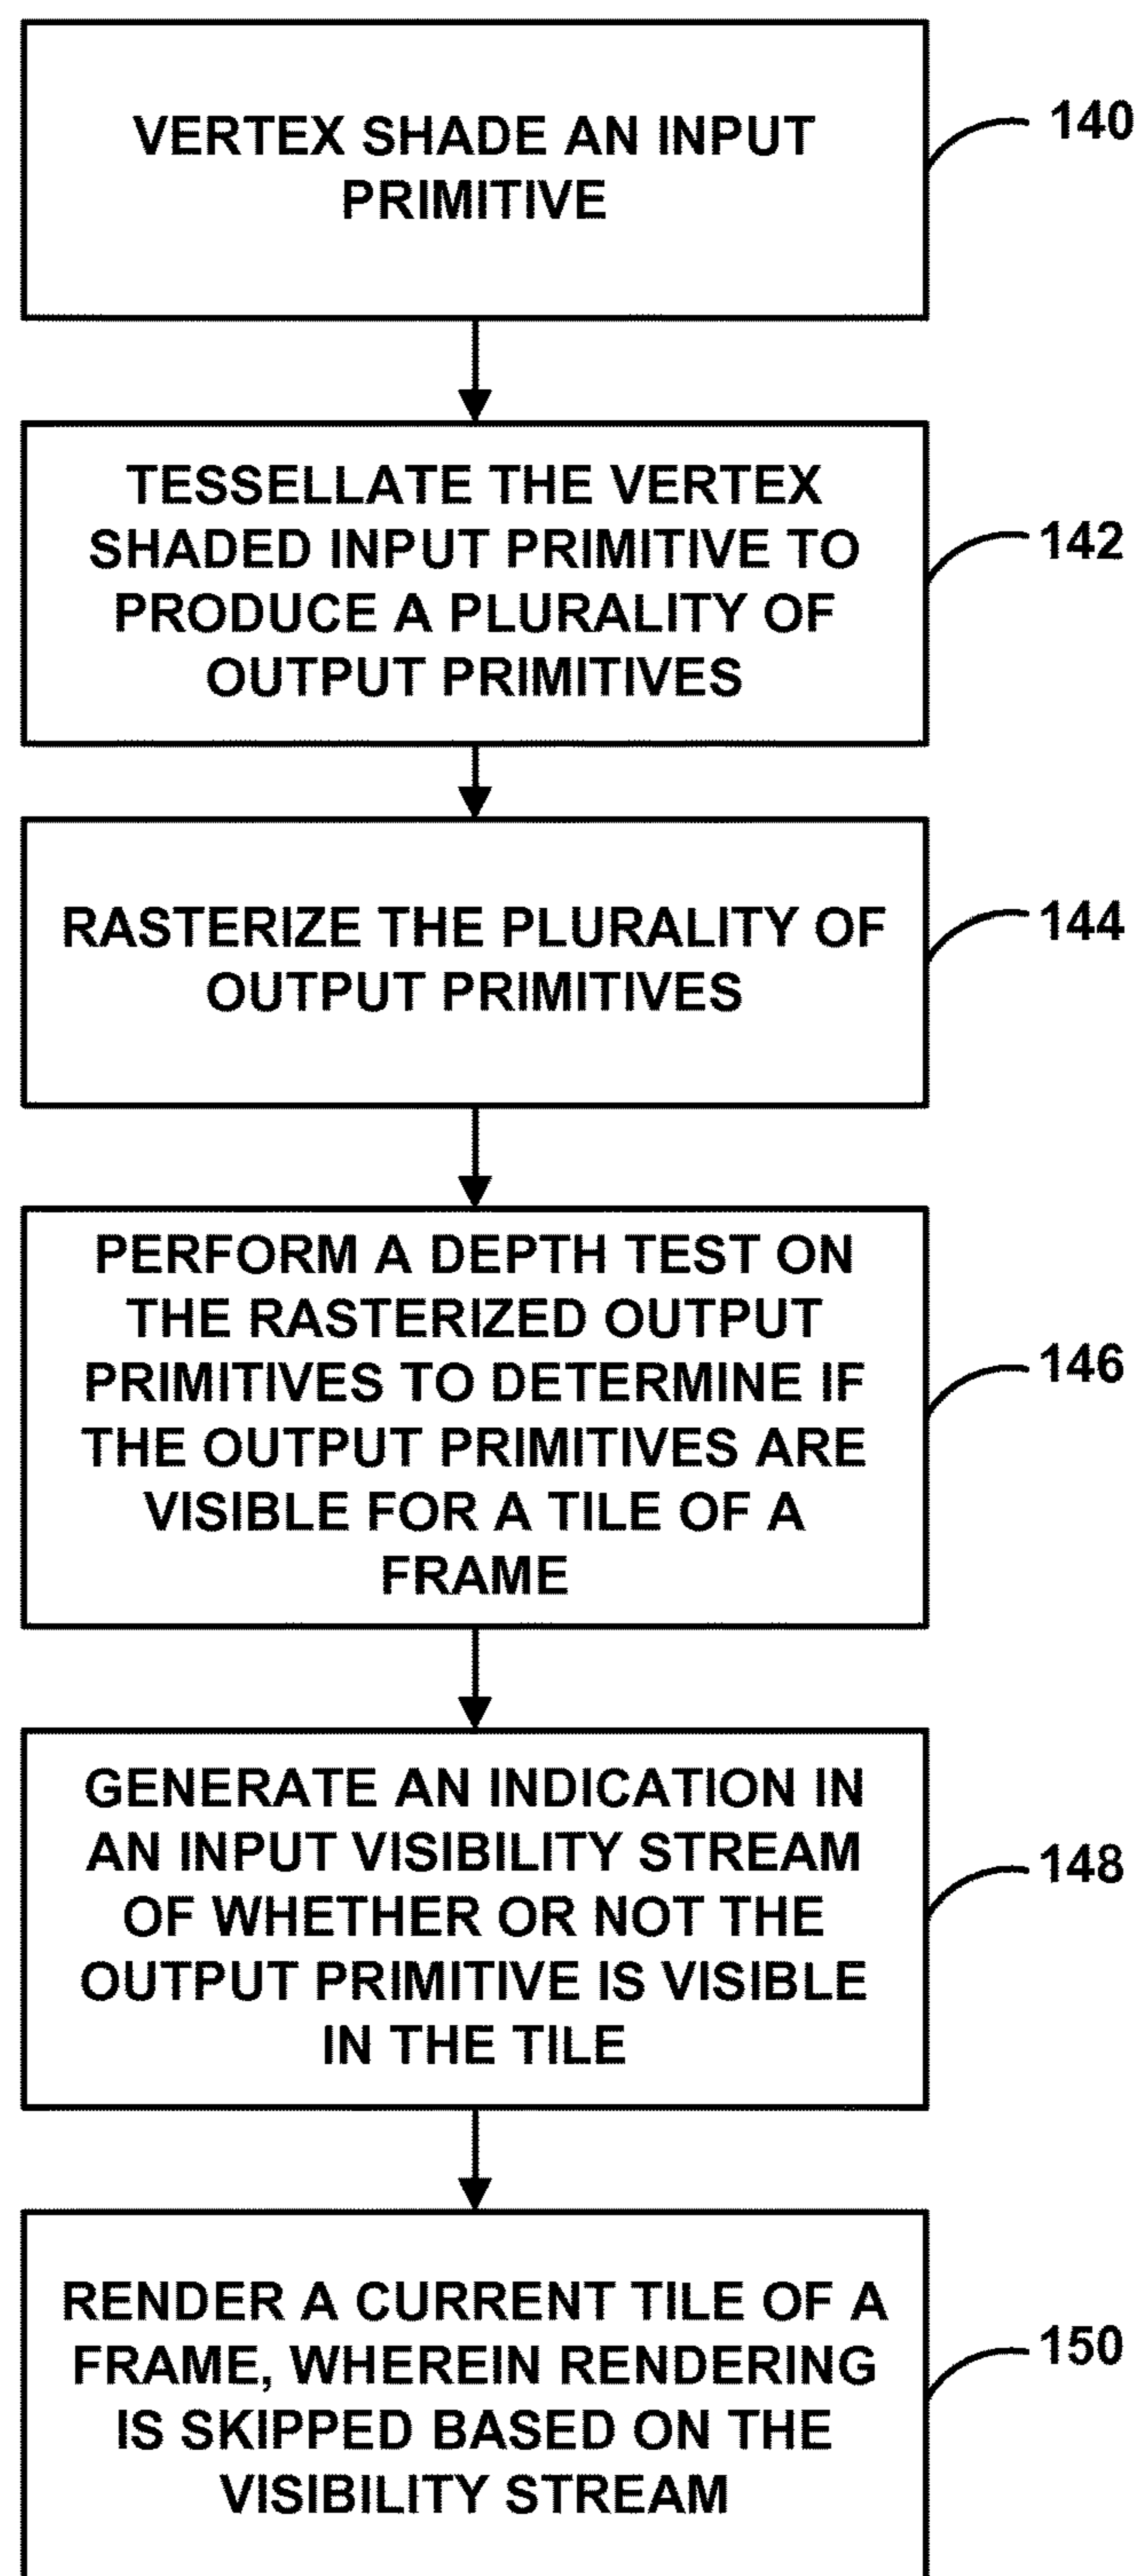 VERTEX SHADE AN INPUT
PRIMITIVE
140
TESSELLATE THE VERTEX
SHADED INPUT PRIMITIVE TO
PRODUCE A PLURALITY OF
OUTPUT PRIMITIVES
142
RASTERIZE THE PLURALITY OF
OUTPUT PRIMITIVES
144
PERFORM A DEPTH TEST ON
THE RASTERIZED OUTPUT
PRIMITIVES TO DETERMINE IF
THE OUTPUT PRIMITIVES ARE
VISIBLE FOR A TILE OF A
FRAME
146
GENERATE AN INDICATION IN
AN INPUT VISIBILITY STREAM
OF WHETHER OR NOT THE
OUTPUT PRIMITIVE IS VISIBLE
IN THE TILE
148
RENDER A CURRENT TILE OF A
FRAME, WHEREIN RENDERING
IS SKIPPED BASED ON THE
VISIBILITY STREAM
150